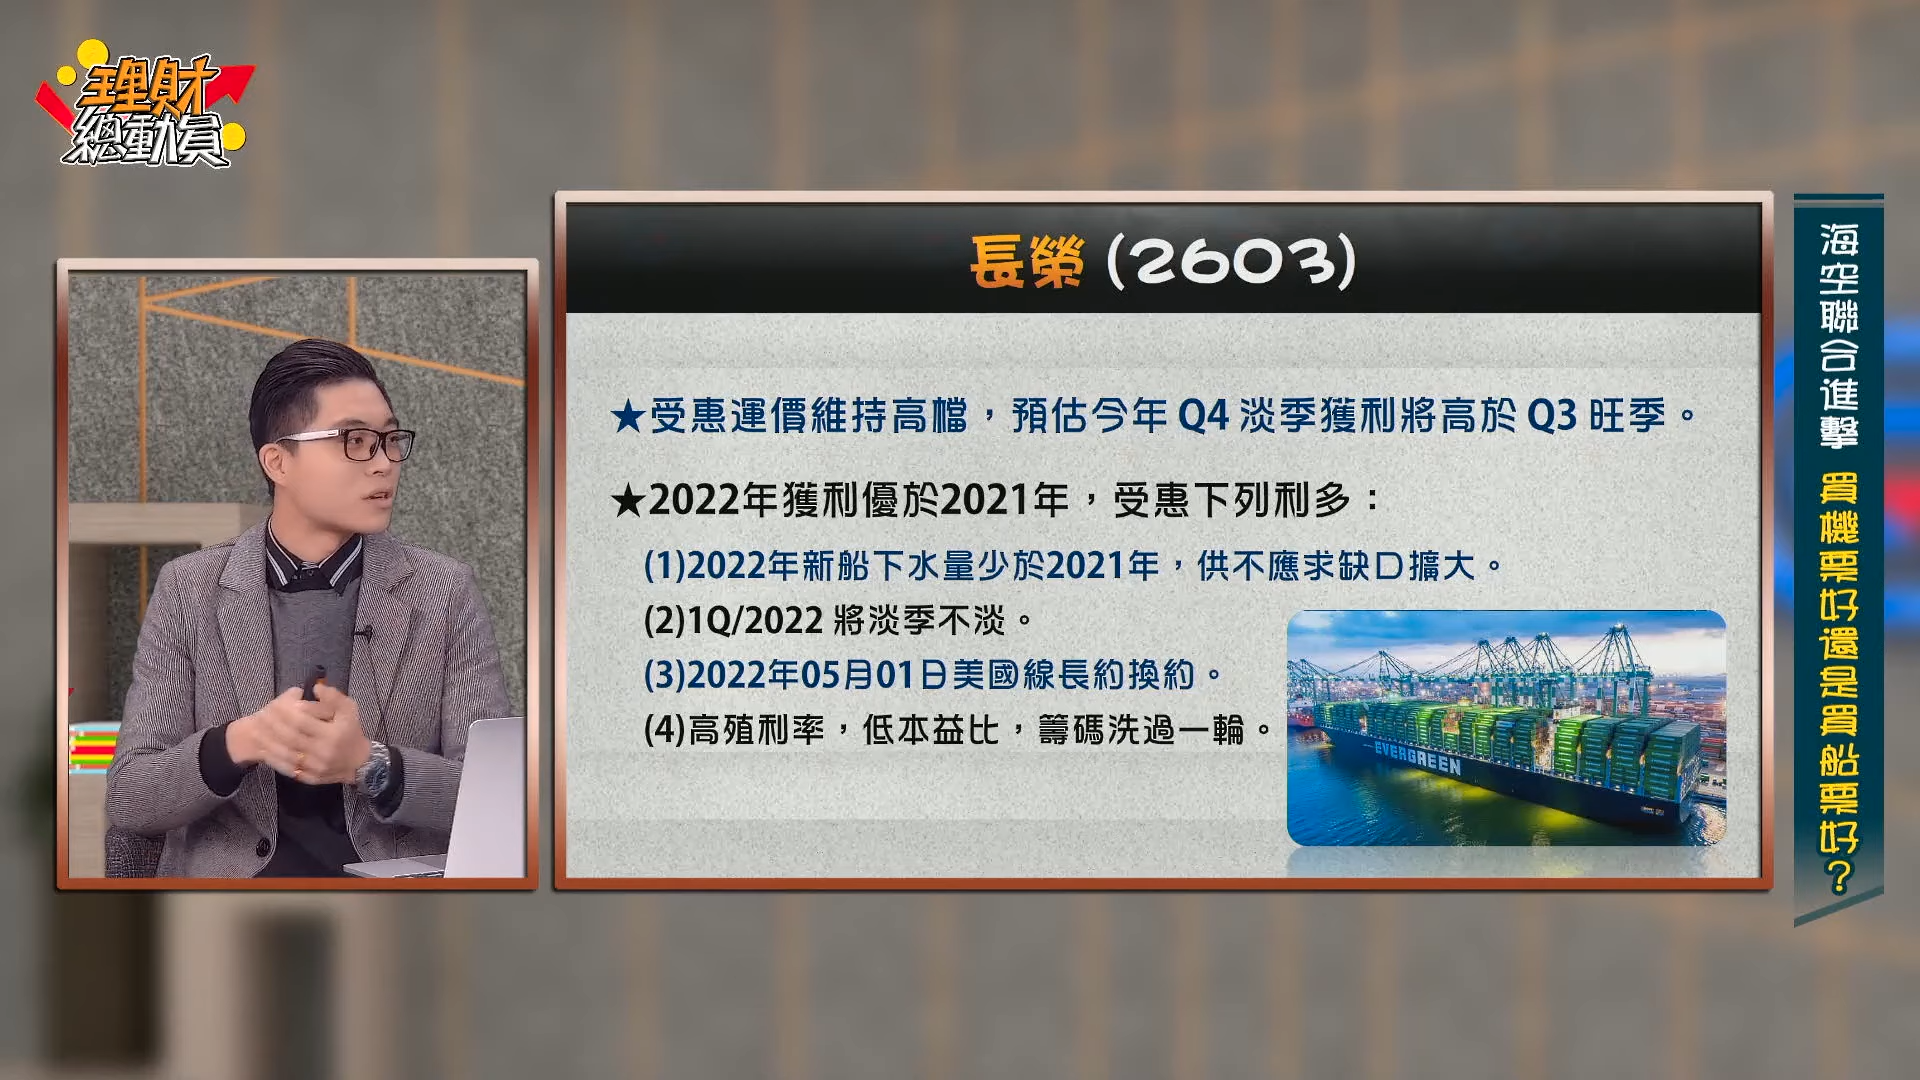 理財
總動員
長榮 (2603)
★受惠運價維持高檔，預估今年 Q4 淡季獲利將高於 Q3 旺季。
★2022年獲利優於2021年，受惠下列利多：
(1)2022年新船下水量少於2021年，供不應求缺口擴大。
(2)1Q/2022 將淡季不淡。
(3)2022年05月01日美國線長約換約。
(4)高殖利率，低本益比，籌碼洗過一輪。
EVERGREEN
海空聯合進擊 買機票好還是買船票好？